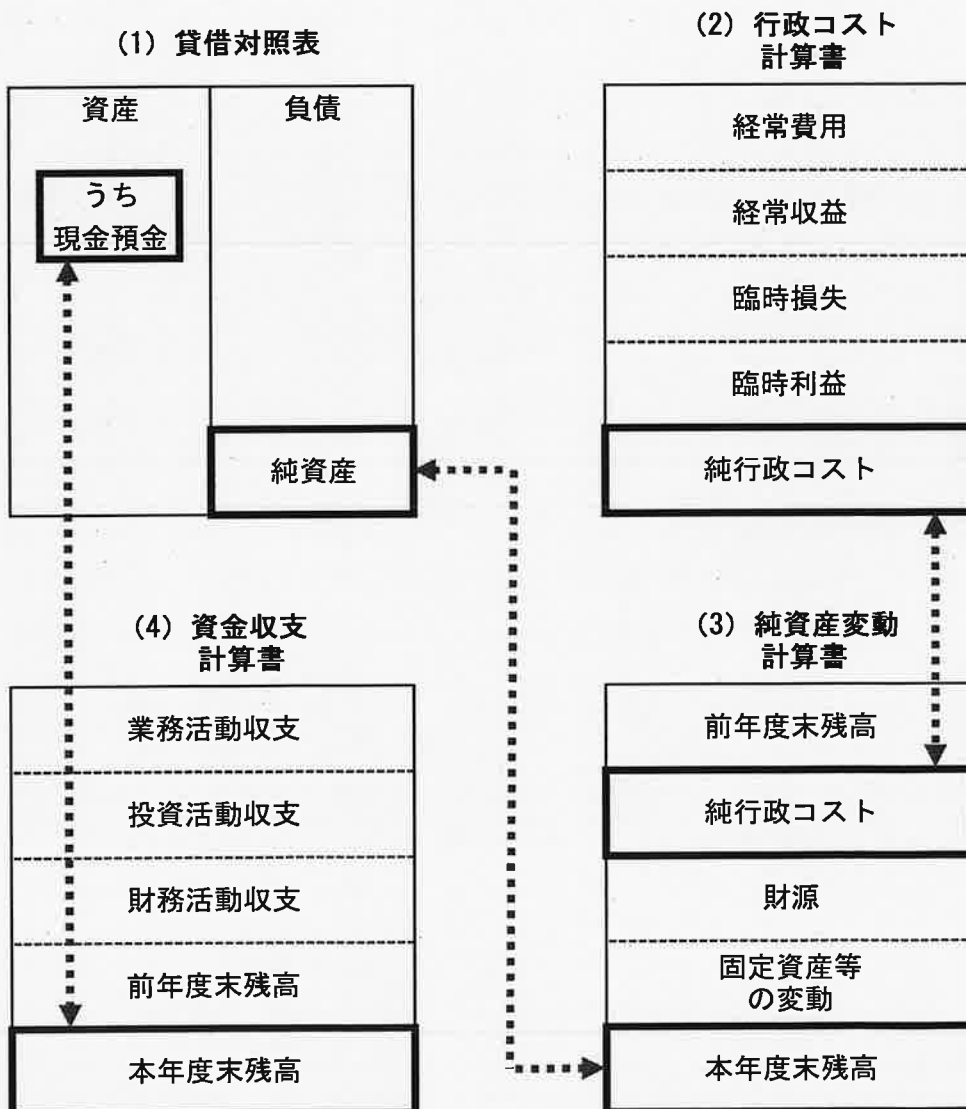 (1) 貸借対照表
資産
負債
うち
現金預金
純資産
(2) 行政コスト
計算書
経常費用
経常収益
臨時損失
臨時利益
純行政コスト
(4) 資金収支
計算書
業務活動収支
投資活動収支
財務活動収支
前年度末残高
本年度末残高
(3) 純資産変動
計算書
前年度末残高
純行政コスト
財源
固定資産等
の変動
本年度末残高